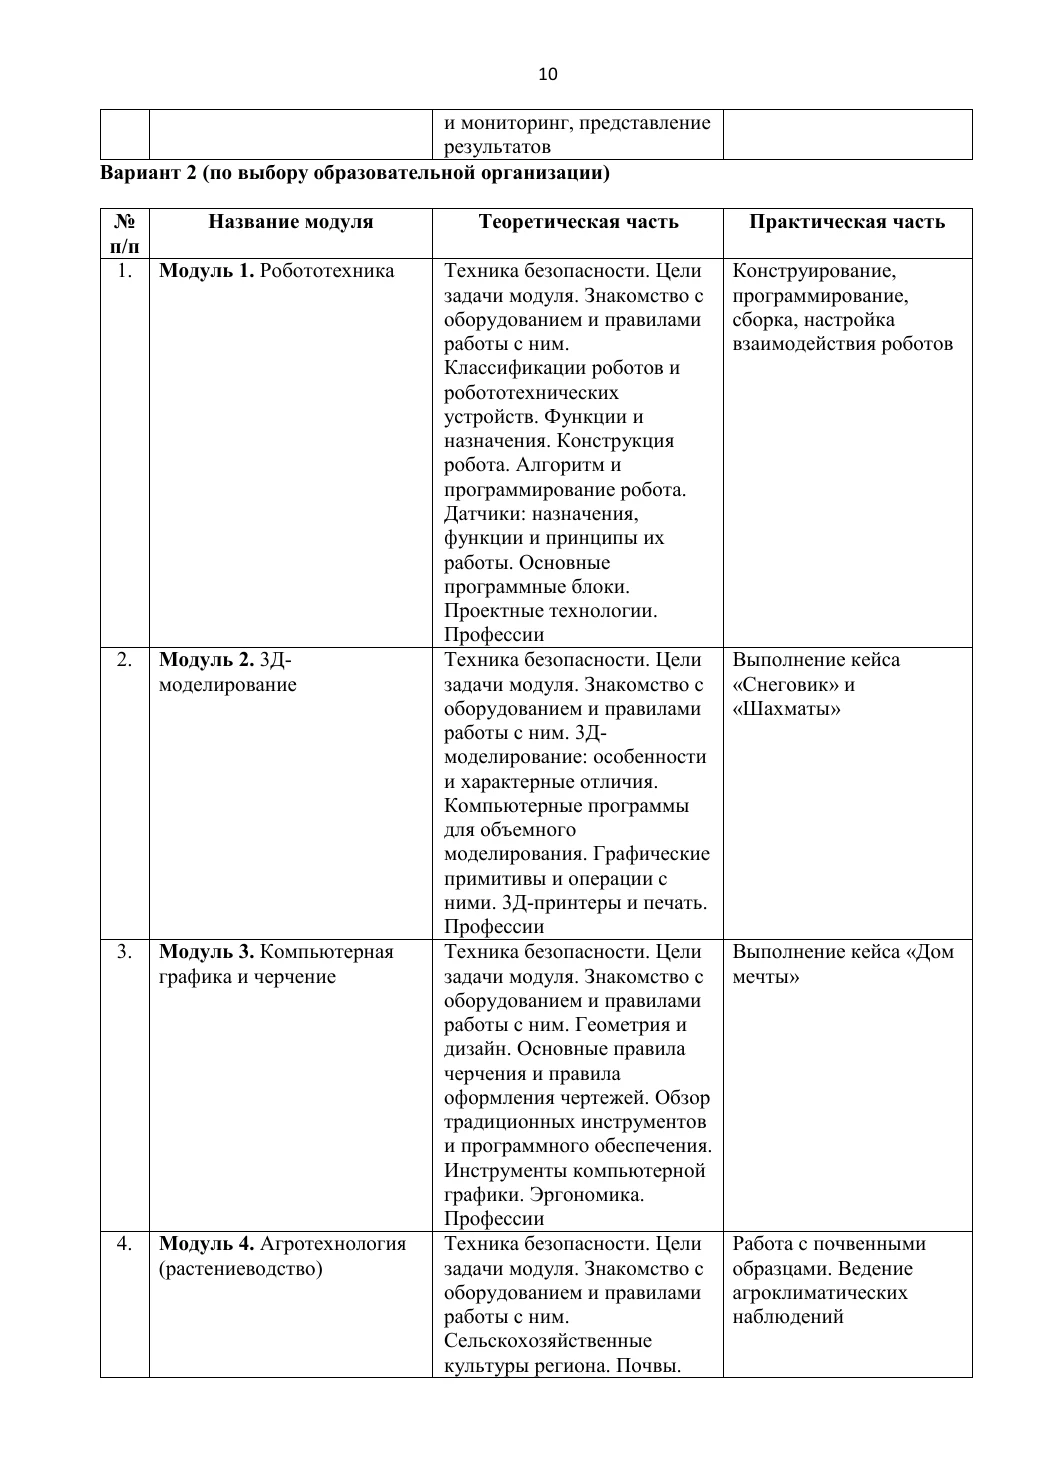 10
и мониторинг, представление
результатов
Вариант 2 (по выбору образовательной организации)
№
п/п
Название модуля
Теоретическая часть
Практическая часть
1.
Модуль 1. Робототехника
Техника безопасности. Цели
задачи модуля. Знакомство с
оборудованием и правилами
работы с ним.
Классификации роботов и
робототехнических
устройств. Функции и
назначения. Конструкция
робота. Алгоритм и
программирование робота.
Датчики: назначения,
функции и принципы их
работы. Основные
программные блоки.
Проектные технологии.
Профессии
Конструирование,
программирование,
сборка, настройка
взаимодействия роботов
2.
Модуль 2. 3Д-
моделирование
Техника безопасности. Цели
задачи модуля. Знакомство с
оборудованием и правилами
работы с ним. 3Д-
моделирование: особенности
и характерные отличия.
Компьютерные программы
для объемного
моделирования. Графические
примитивы и операции с
ними. 3Д-принтеры и печать.
Профессии
Выполнение кейса
«Снеговик» и
«Шахматы»
3.
Модуль 3. Компьютерная
графика и черчение
Техника безопасности. Цели
задачи модуля. Знакомство с
оборудованием и правилами
работы с ним. Геометрия и
дизайн. Основные правила
черчения и правила
оформления чертежей. Обзор
традиционных инструментов
и программного обеспечения.
Инструменты компьютерной
графики. Эргономика.
Профессии
Выполнение кейса «Дом
мечты»
4.
Модуль 4. Агротехнология
(растениеводство)
Техника безопасности. Цели
задачи модуля. Знакомство с
оборудованием и правилами
работы с ним.
Сельскохозяйственные
культуры региона. Почвы.
Работа с почвенными
образцами. Ведение
агроклиматических
наблюдений